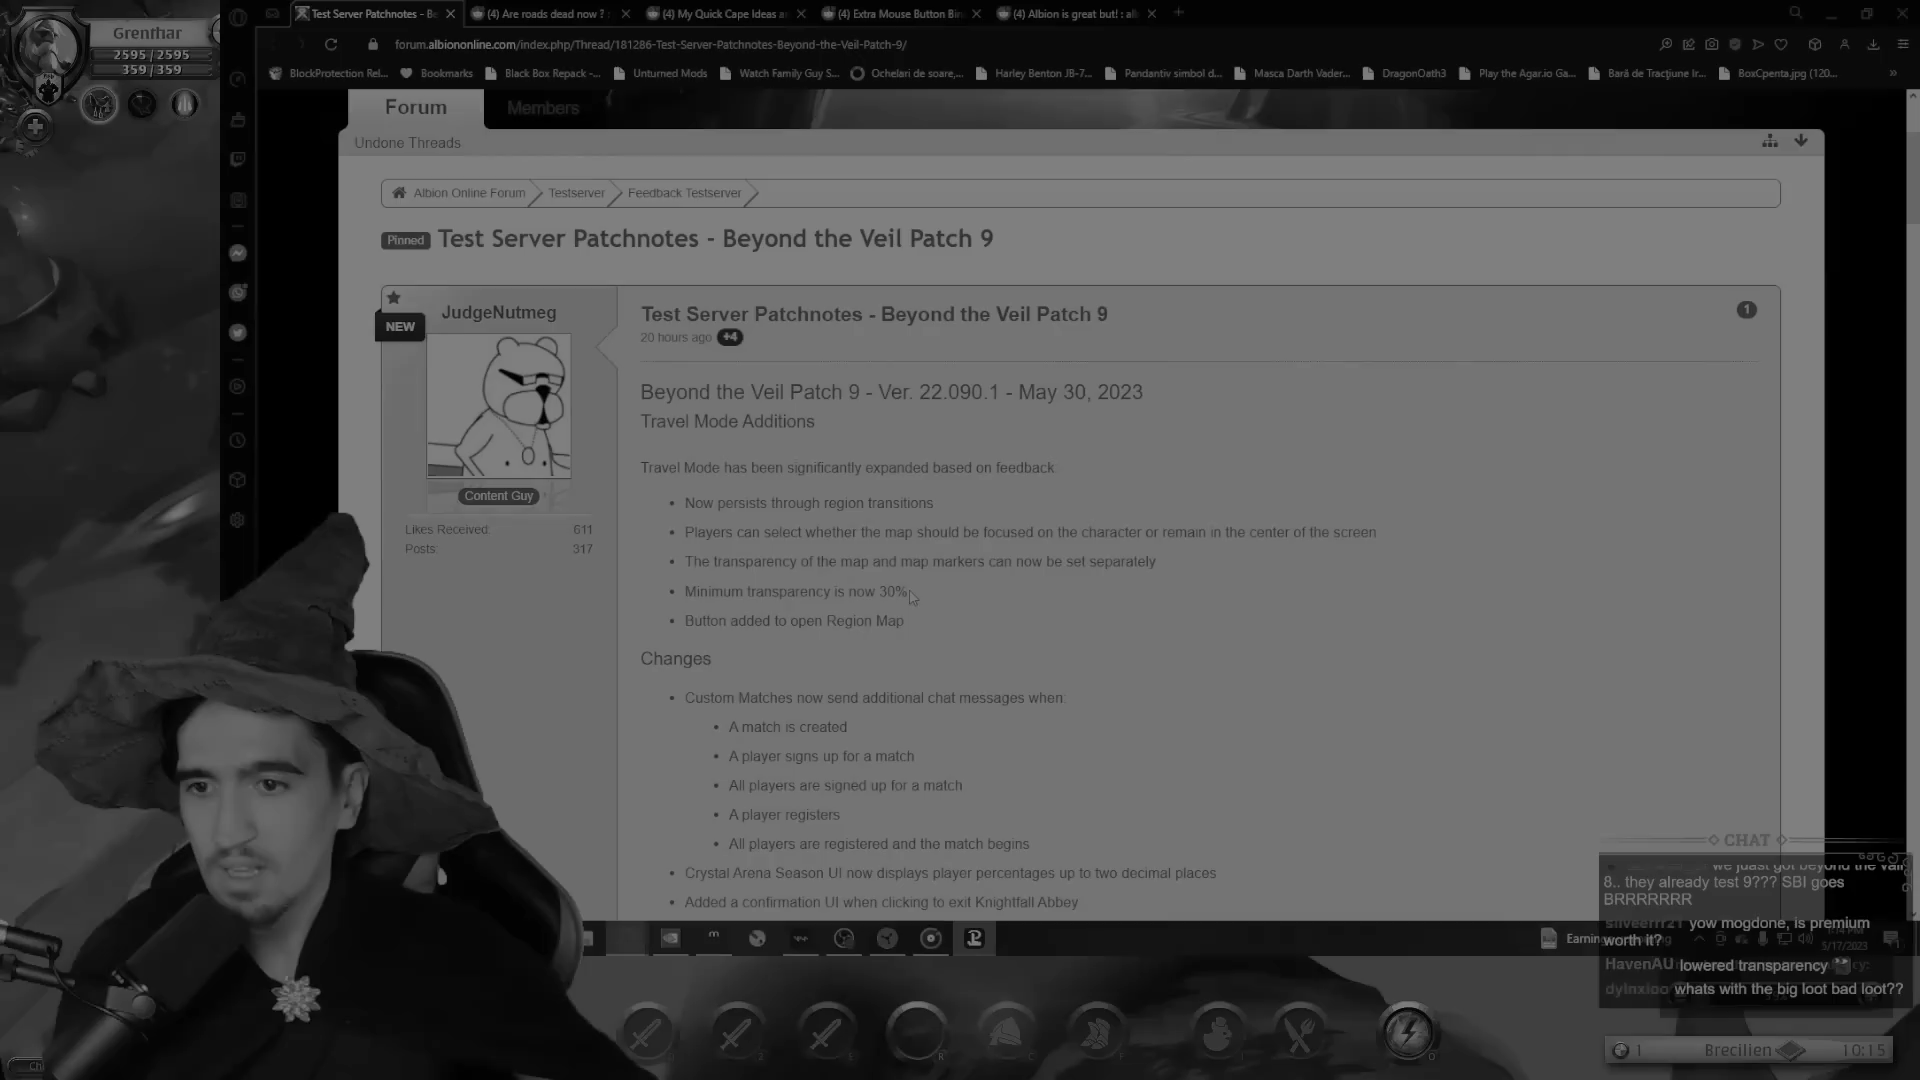 Grenthar
2595 / 2595
359 / 359
Test Server Patchnotes - Be
(4) Are roads dead now ? :
(4) My Quick Cape Ideas a
(4) Extra Mouse Button Bin
(4) Albion is great but! : al
forum.albiononline.com/index.php/Thread/181286-Test-Server-Patchnotes-Beyond-the-Veil-Patch-9/
BlockProtection Rel...
Bookmarks
Black Box Repack -...
Unturned Mods
Watch Family Guy S...
Ochelari de soare,...
Harley Benton JB-7...
Pandantiv simbol d...
Masca Darth Vader...
DragonOath3
Play the Agar.io Ga...
Bară de Tracțiune Ir...
BoxCpenta.jpg (120...
Forum
Members
Undone Threads
Albion Online Forum
Testserver
Feedback Testserver
Pinned
Test Server Patchnotes - Beyond the Veil Patch 9
NEW
JudgeNutmeg
Content Guy
Likes Received: 611
Posts: 317
Test Server Patchnotes - Beyond the Veil Patch 9
1
20 hours ago +4
Beyond the Veil Patch 9 - Ver. 22.090.1 - May 30, 2023
Travel Mode Additions
Travel Mode has been significantly expanded based on feedback
• Now persists through region transitions
• Players can select whether the map should be focused on the character or remain in the center of the screen
• The transparency of the map and map markers can now be set separately
• Minimum transparency is now 30%
• Button added to open Region Map
Changes
• Custom Matches now send additional chat messages when:
• A match is created
• A player signs up for a match
• All players are signed up for a match
• A player registers
• All players are registered and the match begins
• Crystal Arena Season UI now displays player percentages up to two decimal places
• Added a confirmation UI when clicking to exit Knightfall Abbey
CHAT
we juast got beyond the vail
8.. they already test 9??? SBI goes
BRRRRRRR
silveerrr21 yow mogdone, is premium
worth it?
HavenAU lowered transparency
dylnxioo whats with the big loot bad loot??
5/17/2023
1
Brecilien
10:15